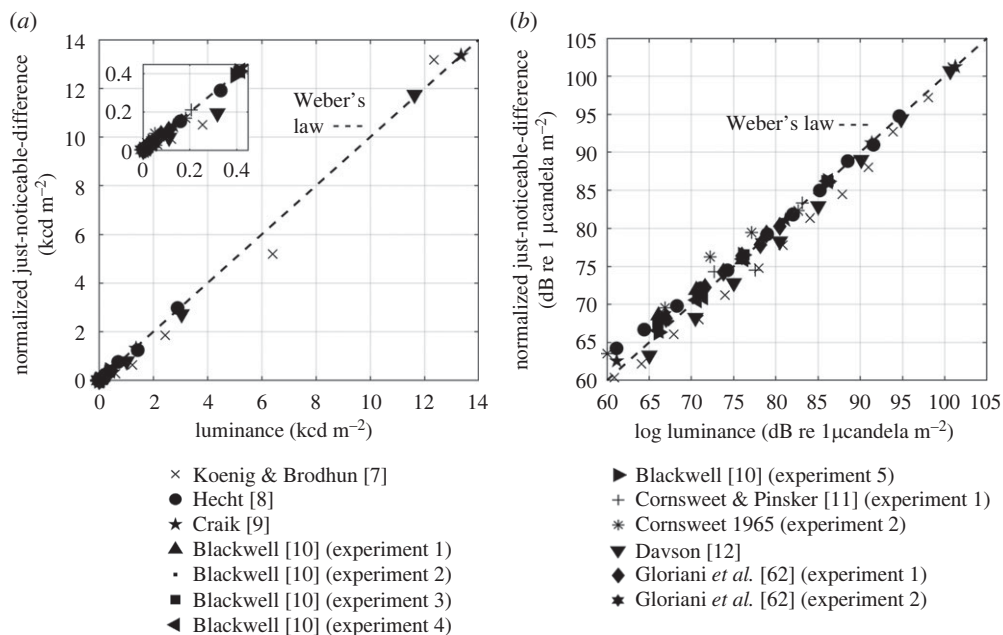 (a)
normalized just-noticeable-difference
(kcd m⁻²)
14
12
10
8
6
4
2
0
0.4
0.2
0
0 0.2 0.4
Weber's
law
0 2 4 6 8 10 12 14
luminance (kcd m⁻²)
× Koenig & Brodhun [7]
● Hecht [8]
★ Craik [9]
▲ Blackwell [10] (experiment 1)
▪ Blackwell [10] (experiment 2)
■ Blackwell [10] (experiment 3)
◀ Blackwell [10] (experiment 4)
(b)
normalized just-noticeable-difference
(dB re 1 μcandela m⁻²)
105
100
95
90
85
80
75
70
65
60
Weber's law
60 65 70 75 80 85 90 95 100 105
log luminance (dB re 1μcandela m⁻²)
▶ Blackwell [10] (experiment 5)
+ Cornsweet & Pinsker [11] (experiment 1)
✳ Cornsweet 1965 (experiment 2)
▼ Davson [12]
◆ Gloriani et al. [62] (experiment 1)
✶ Gloriani et al. [62] (experiment 2)